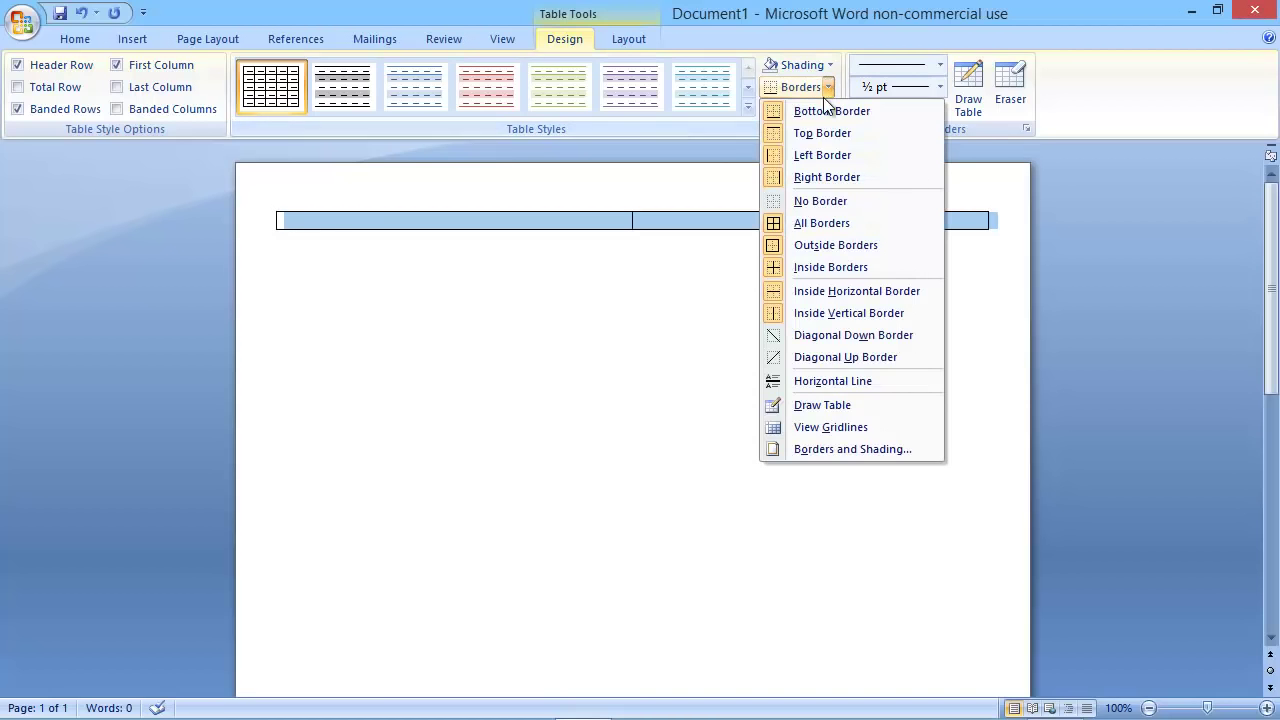 Table Tools
Document1 - Microsoft Word non-commercial use
Home
Insert
Page Layout
References
Mailings
Review
View
Design
Layout
Header Row
First Column
Total Row
Last Column
Banded Rows
Banded Columns
Table Style Options
Table Styles
Shading
Borders
½ pt
Draw
Table
Eraser
ders
Bottom Border
Top Border
Left Border
Right Border
No Border
All Borders
Outside Borders
Inside Borders
Inside Horizontal Border
Inside Vertical Border
Diagonal Down Border
Diagonal Up Border
Horizontal Line
Draw Table
View Gridlines
Borders and Shading...
Page: 1 of 1
Words: 0
100%